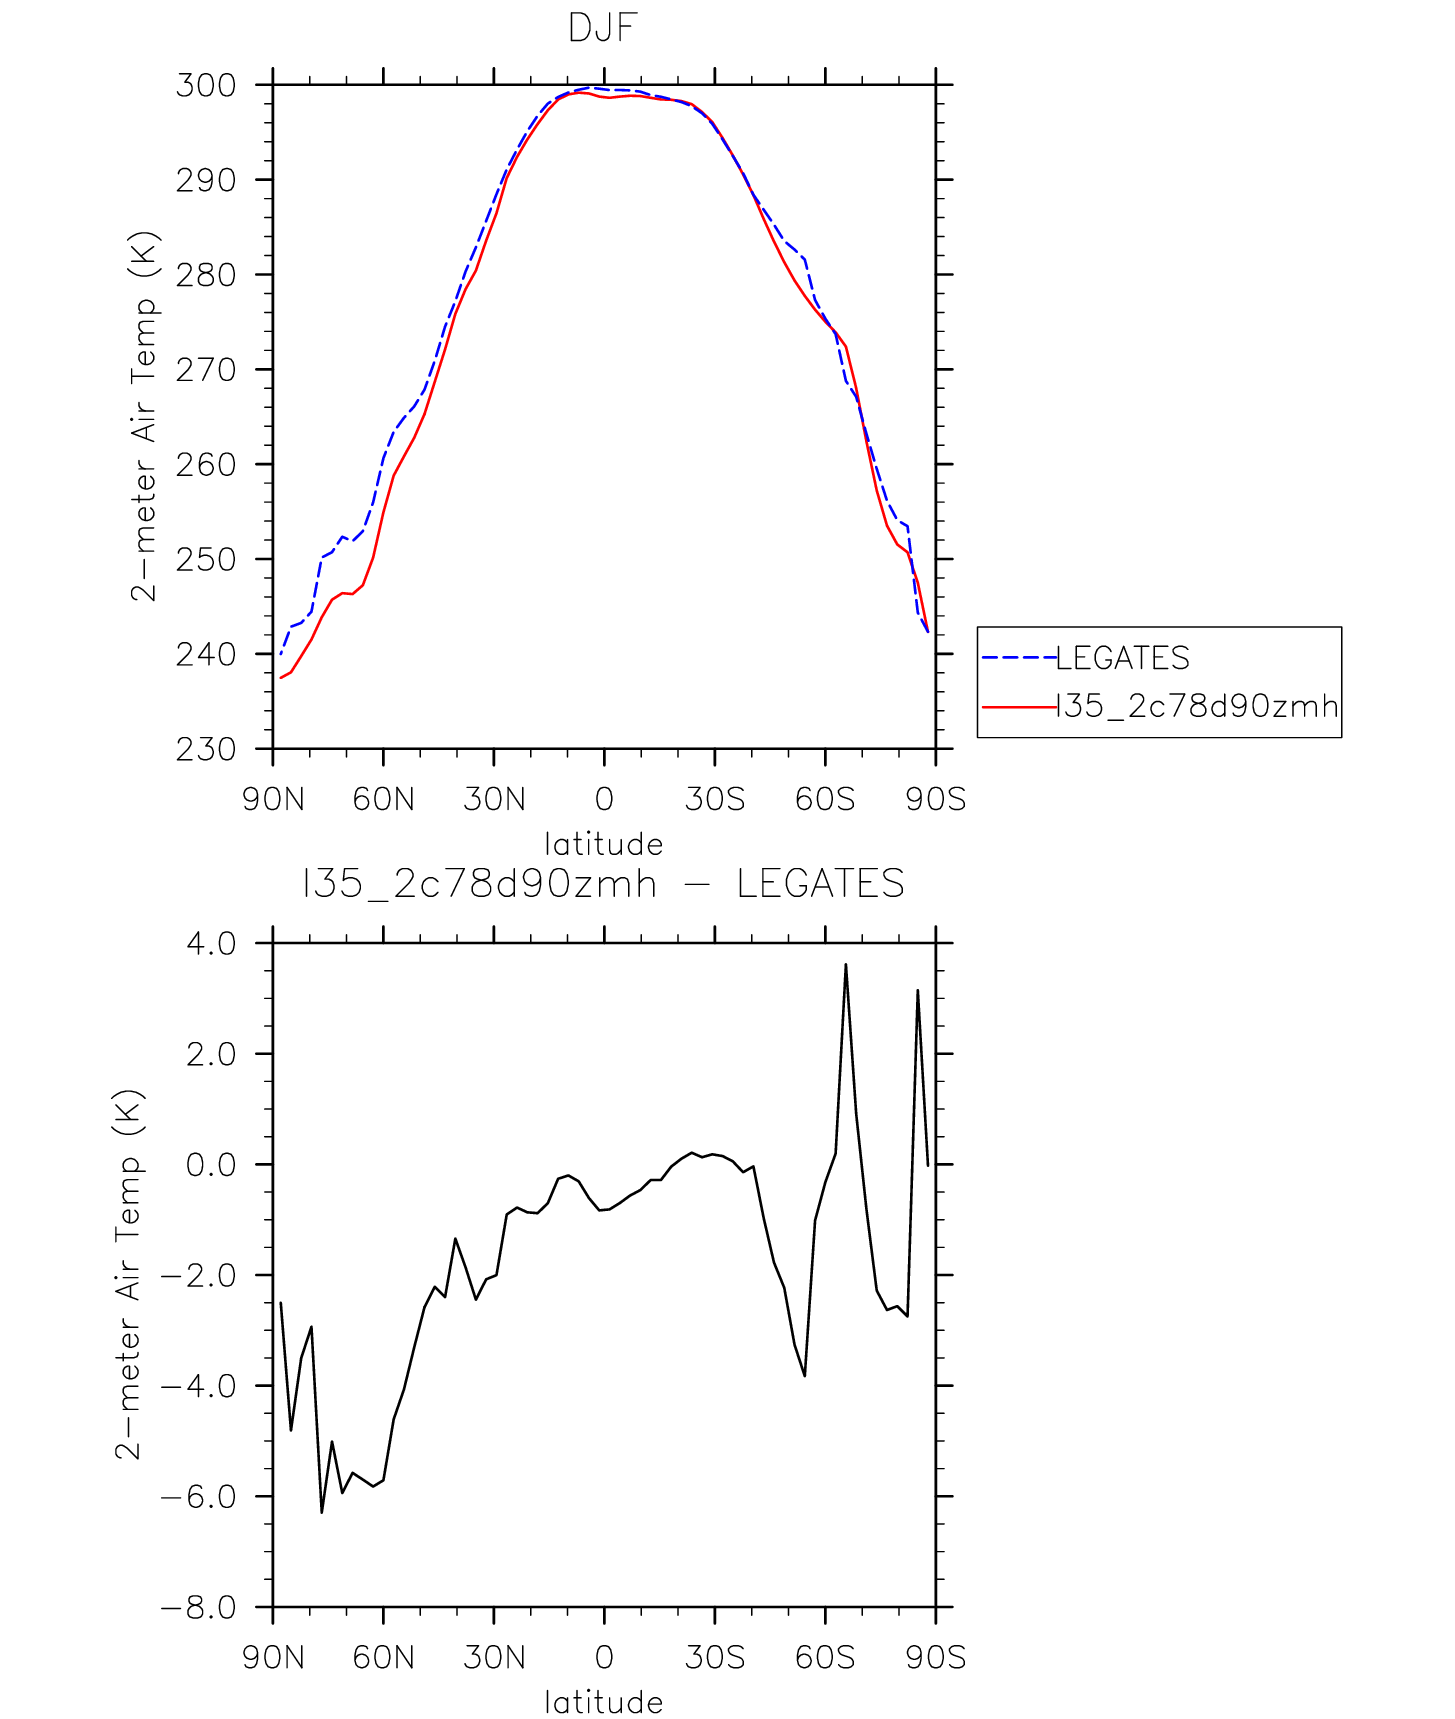 DJF
300
290
280
270
260
250
240
230
2-meter Air Temp (K)
90N 60N 30N 0 30S 60S 90S
latitude
LEGATES
I35_2c78d90zmh
I35_2c78d90zmh - LEGATES
4.0
2.0
0.0
-2.0
-4.0
-6.0
-8.0
2-meter Air Temp (K)
90N 60N 30N 0 30S 60S 90S
latitude